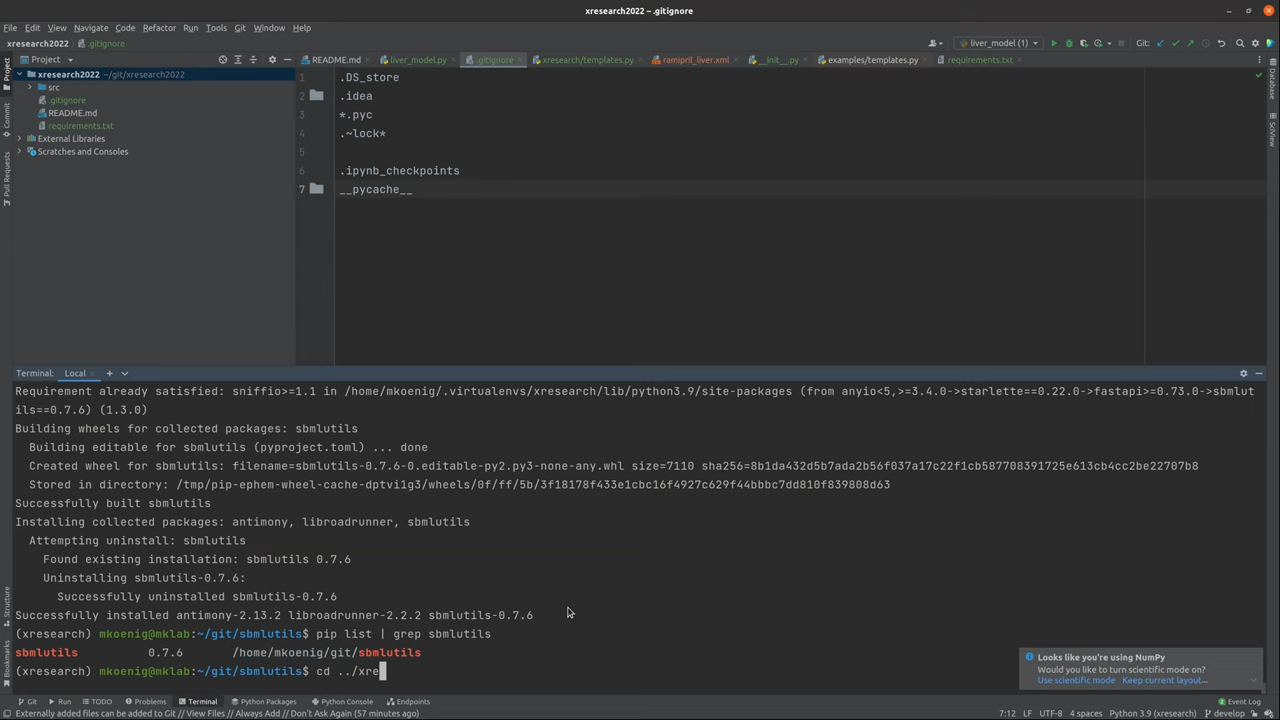 xresearch2022 – .gitignore
File Edit View Navigate Code Refactor Run Tools Git Window Help
xresearch2022 .gitignore
liver_model (1)
Git:
Project
README.md liver_model.py .gitignore xresearch/templates.py ramipril_liver.xml __init__.py examples/templates.py requirements.txt
xresearch2022 ~/git/xresearch2022
src
.gitignore
README.md
requirements.txt
External Libraries
Scratches and Consoles
1 .DS_store
2 .idea
3 *.pyc
4 .~lock*
5
6 .ipynb_checkpoints
7 __pycache__
Project
Commit
Pull Requests
Structure
Bookmarks
Database
SciView
Terminal: Local
Requirement already satisfied: sniffio>=1.1 in /home/mkoenig/.virtualenvs/xresearch/lib/python3.9/site-packages (from anyio<5,>=3.4.0->starlette==0.22.0->fastapi>=0.73.0->sbmlut
ils==0.7.6) (1.3.0)
Building wheels for collected packages: sbmlutils
Building editable for sbmlutils (pyproject.toml) ... done
Created wheel for sbmlutils: filename=sbmlutils-0.7.6-0.editable-py2.py3-none-any.whl size=7110 sha256=8b1da432d5b7ada2b56f037a17c22f1cb587708391725e613cb4cc2be22707b8
Stored in directory: /tmp/pip-ephem-wheel-cache-dptvi1g3/wheels/0f/ff/5b/3f18178f433e1cbc16f4927c629f44bbbc7dd810f839808d63
Successfully built sbmlutils
Installing collected packages: antimony, libroadrunner, sbmlutils
Attempting uninstall: sbmlutils
Found existing installation: sbmlutils 0.7.6
Uninstalling sbmlutils-0.7.6:
Successfully uninstalled sbmlutils-0.7.6
Successfully installed antimony-2.13.2 libroadrunner-2.2.2 sbmlutils-0.7.6
(xresearch) mkoenig@mklab:~/git/sbmlutils$ pip list | grep sbmlutils
sbmlutils 0.7.6 /home/mkoenig/git/sbmlutils
(xresearch) mkoenig@mklab:~/git/sbmlutils$ cd ../xre
Looks like you're using NumPy
Would you like to turn scientific mode on?
Use scientific mode Keep current layout...
Git Run TODO Problems Terminal Python Packages Python Console Endpoints Event Log
Externally added files can be added to Git // View Files // Always Add // Don't Ask Again (57 minutes ago) 7:12 LF UTF-8 4 spaces Python 3.9 (xresearch) develop